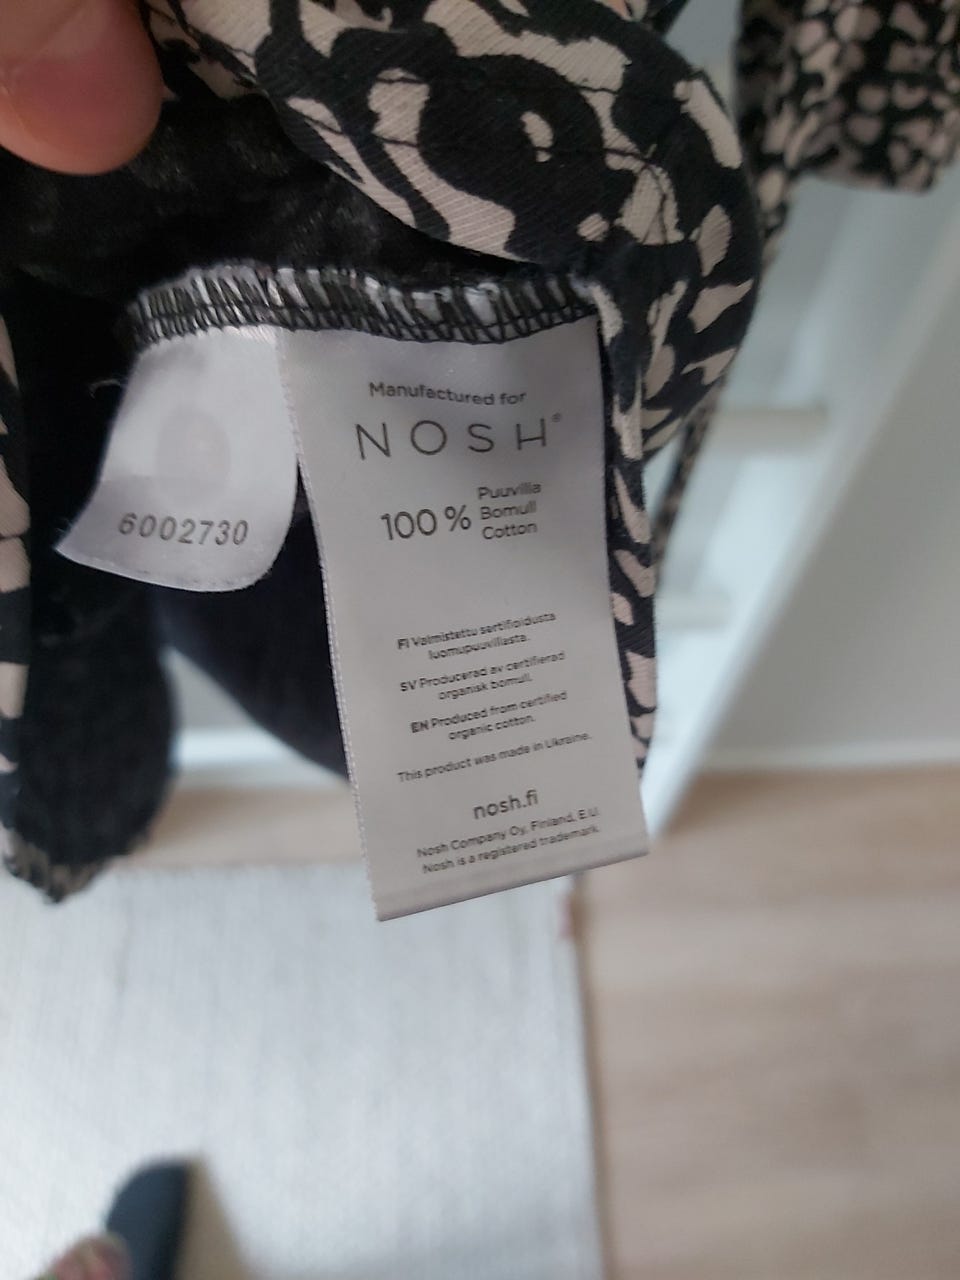 Manufactured for
NOSH®
100% Puuvilla
Bomull
Cotton
FI Valmistettu sertifioidusta
luomupuuvillasta.
SV Producerad av certifierad
organisk bomull.
EN Produced from certified
organic cotton.
This product was made in Ukraine.
nosh.fi
Nosh Company Oy, Finland, E.U.
Nosh is a registered trademark.
6002730